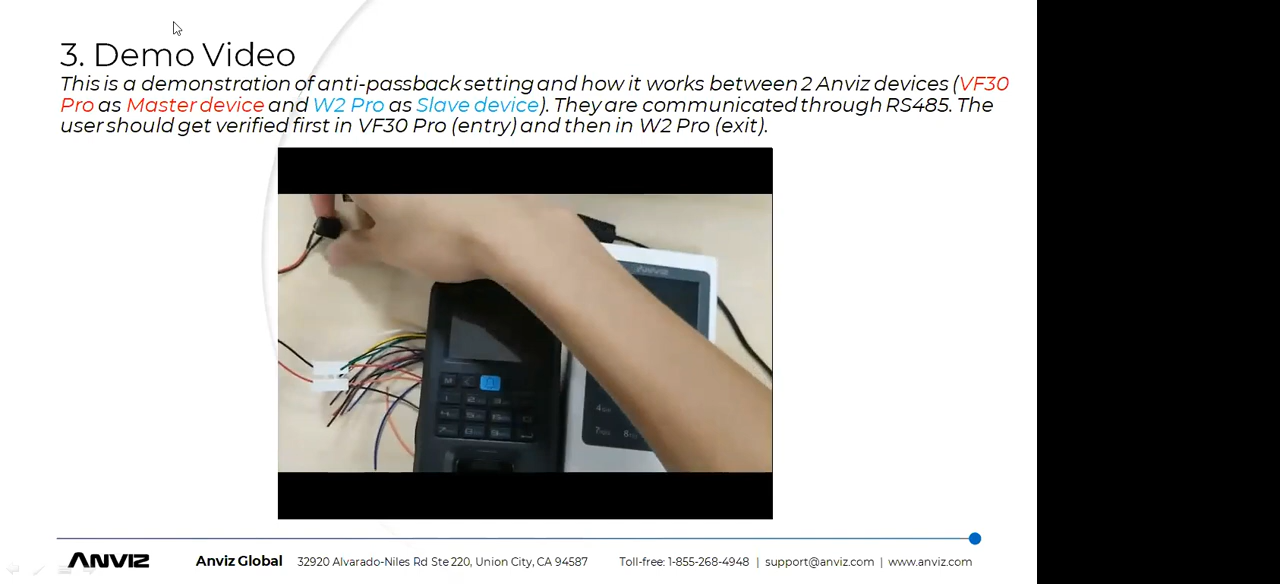 3. Demo Video
This is a demonstration of anti-passback setting and how it works between 2 Anviz devices (VF30
Pro as Master device and W2 Pro as Slave device). They are communicated through RS485. The
user should get verified first in VF30 Pro (entry) and then in W2 Pro (exit).
ANVIZ
ANVIZ Anviz Global 32920 Alvarado-Niles Rd Ste 220, Union City, CA 94587 Toll-free: 1-855-268-4948 | support@anviz.com | www.anviz.com